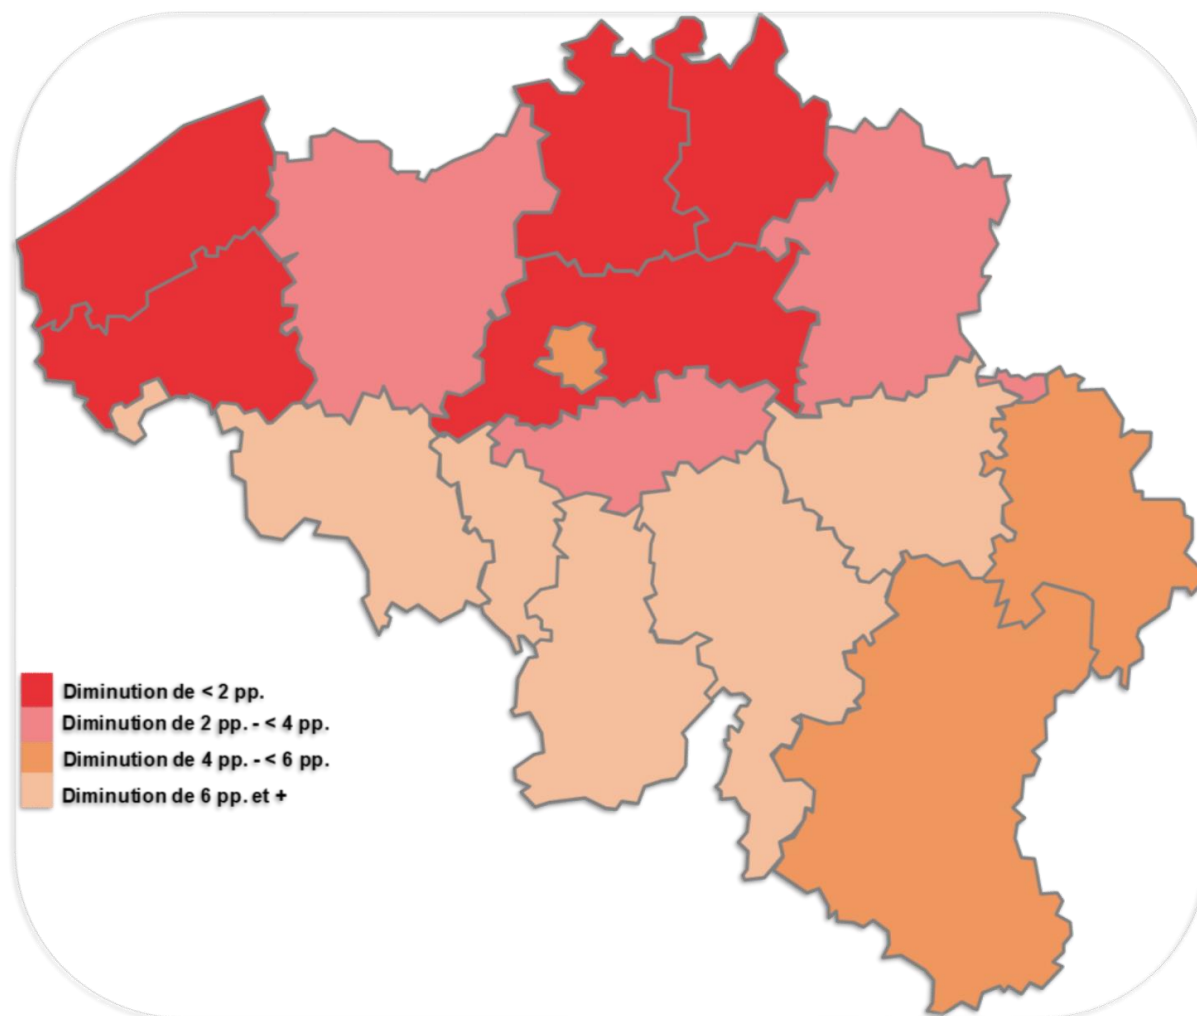 Diminution de < 2 pp.
Diminution de 2 pp. - < 4 pp.
Diminution de 4 pp. - < 6 pp.
Diminution de 6 pp. et +